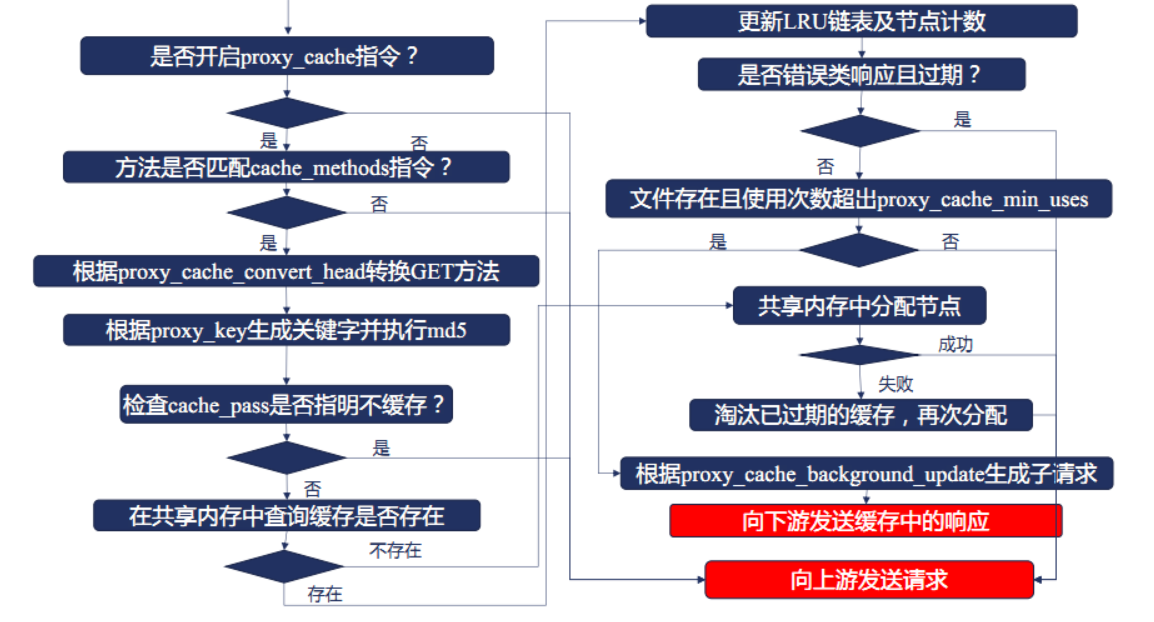 是否开启proxy_cache指令？
是
否
方法是否匹配cache_methods指令？
否
是
根据proxy_cache_convert_head转换GET方法
根据proxy_key生成关键字并执行md5
检查cache_pass是否指明不缓存？
是
否
在共享内存中查询缓存是否存在
不存在
存在
更新LRU链表及节点计数
是否错误类响应且过期？
是
否
文件存在且使用次数超出proxy_cache_min_uses
是
否
共享内存中分配节点
成功
失败
淘汰已过期的缓存，再次分配
根据proxy_cache_background_update生成子请求
向下游发送缓存中的响应
向上游发送请求